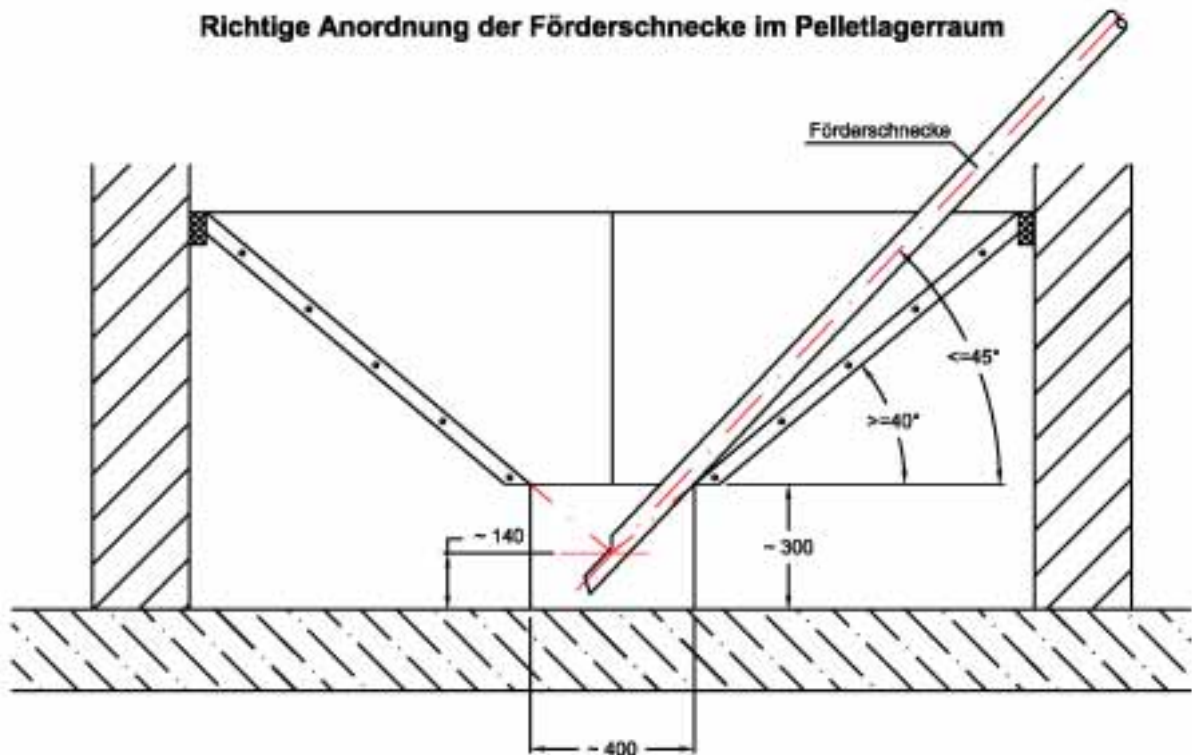 Richtige Anordnung der Förderschnecke im Pelletlagerraum
Förderschnecke
<=45°
>=40°
~ 140
~ 300
~ 400